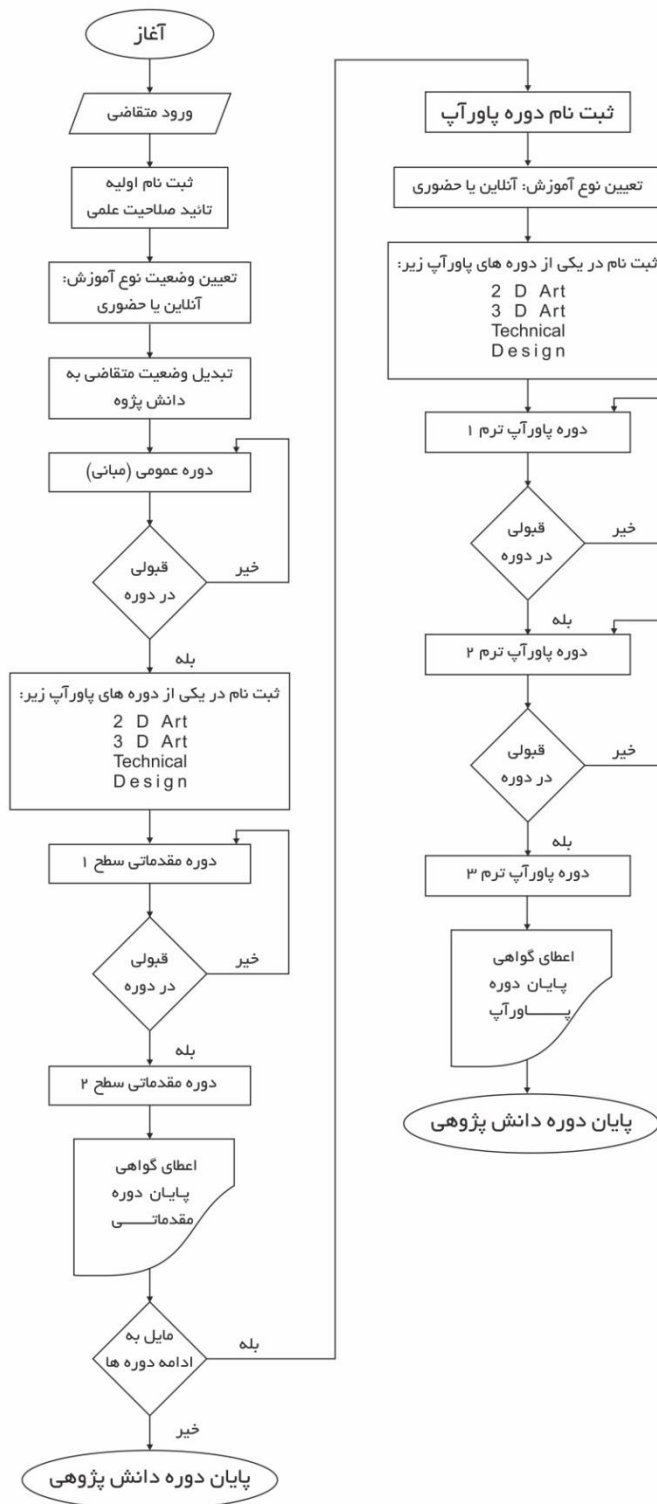 آغاز
ورود متقاضی
ثبت نام اولیه
تائید صلاحیت علمی
تعیین وضعیت نوع آموزش:
آنلاین یا حضوری
تبدیل وضعیت متقاضی به
دانش پژوه
دوره عمومی (مبانی)
قبولی
در دوره
خیر
بله
ثبت نام در یکی از دوره های پاورآپ زیر:
2 D Art
3 D Art
Technical
Design
دوره مقدماتی سطح ۱
قبولی
در دوره
خیر
بله
دوره مقدماتی سطح ۲
اعطای گواهی
پایان دوره
مقدماتـــــی
مایل به
ادامه دوره ها
بله
خیر
پایان دوره دانش پژوهی
ثبت نام دوره پاورآپ
تعیین نوع آموزش: آنلاین یا حضوری
ثبت نام در یکی از دوره های پاورآپ زیر:
2 D Art
3 D Art
Technical
Design
دوره پاورآپ ترم ۱
قبولی
در دوره
خیر
بله
دوره پاورآپ ترم ۲
قبولی
در دوره
خیر
بله
دوره پاورآپ ترم ۳
اعطای گواهی
پایان دوره
پـــــاورآپ
پایان دوره دانش پژوهی